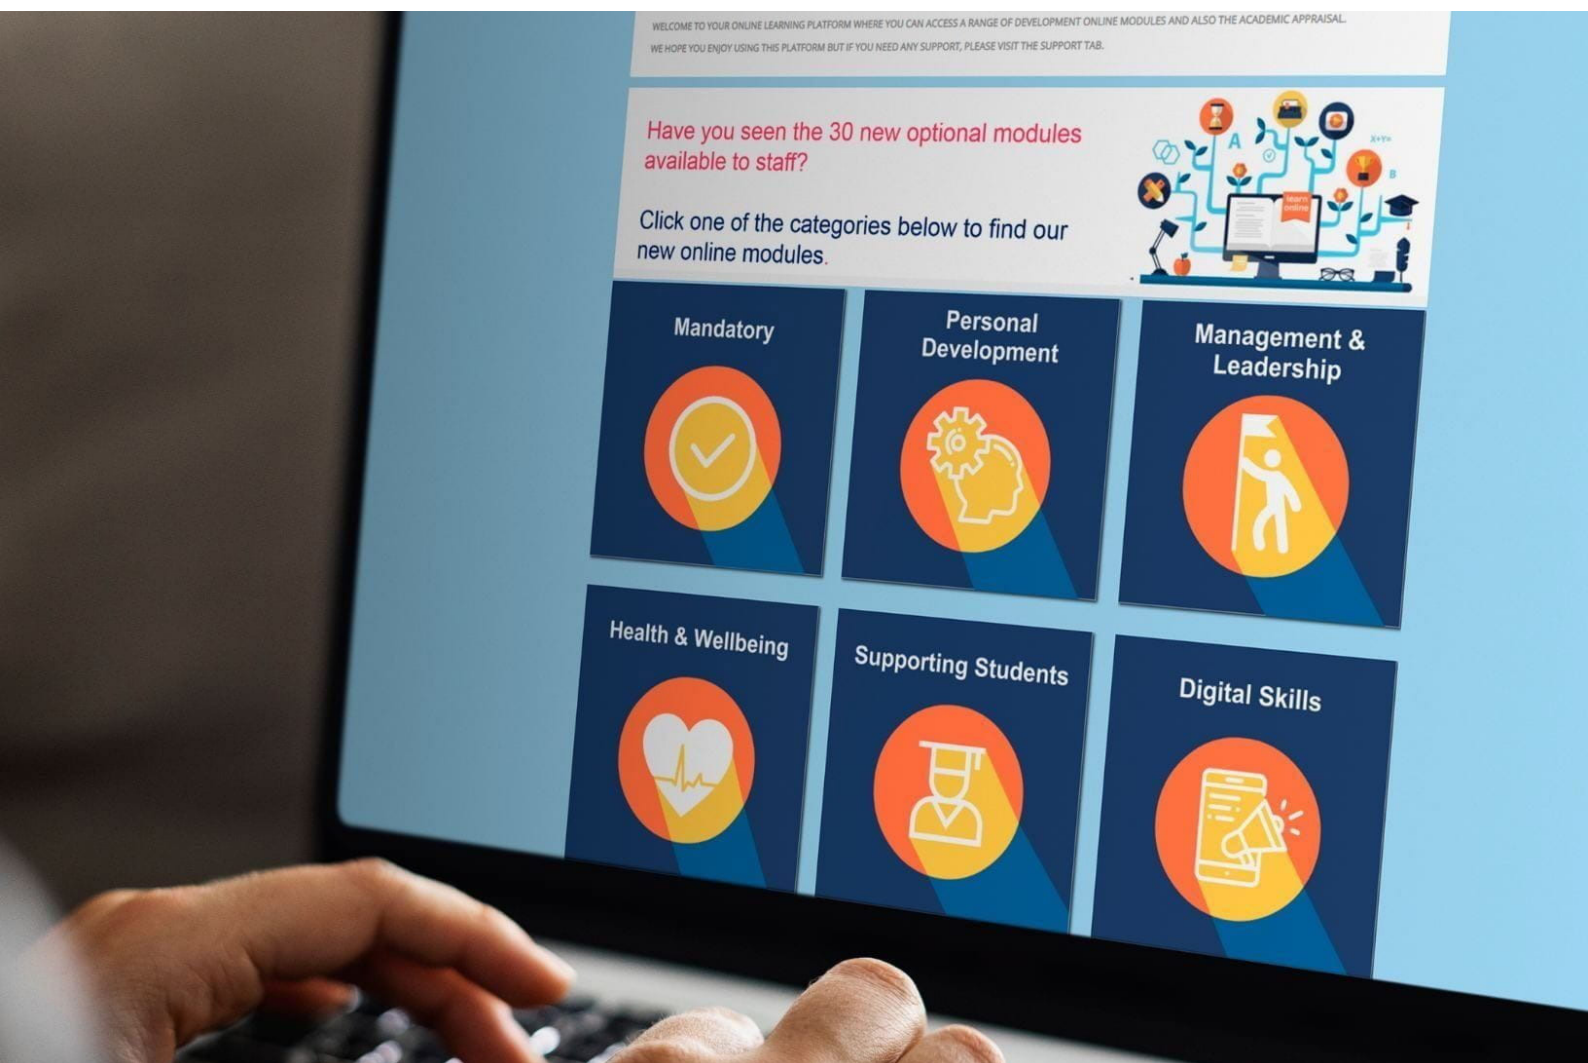 WELCOME TO YOUR ONLINE LEARNING PLATFORM WHERE YOU CAN ACCESS A RANGE OF DEVELOPMENT ONLINE MODULES AND ALSO THE ACADEMIC APPRAISAL.
WE HOPE YOU ENJOY USING THIS PLATFORM BUT IF YOU NEED ANY SUPPORT, PLEASE VISIT THE SUPPORT TAB.
Have you seen the 30 new optional modules
available to staff?
Click one of the categories below to find our
new online modules.
A
X+Y=
B
learn
online
Mandatory
Personal
Development
Management &
Leadership
Health & Wellbeing
Supporting Students
Digital Skills